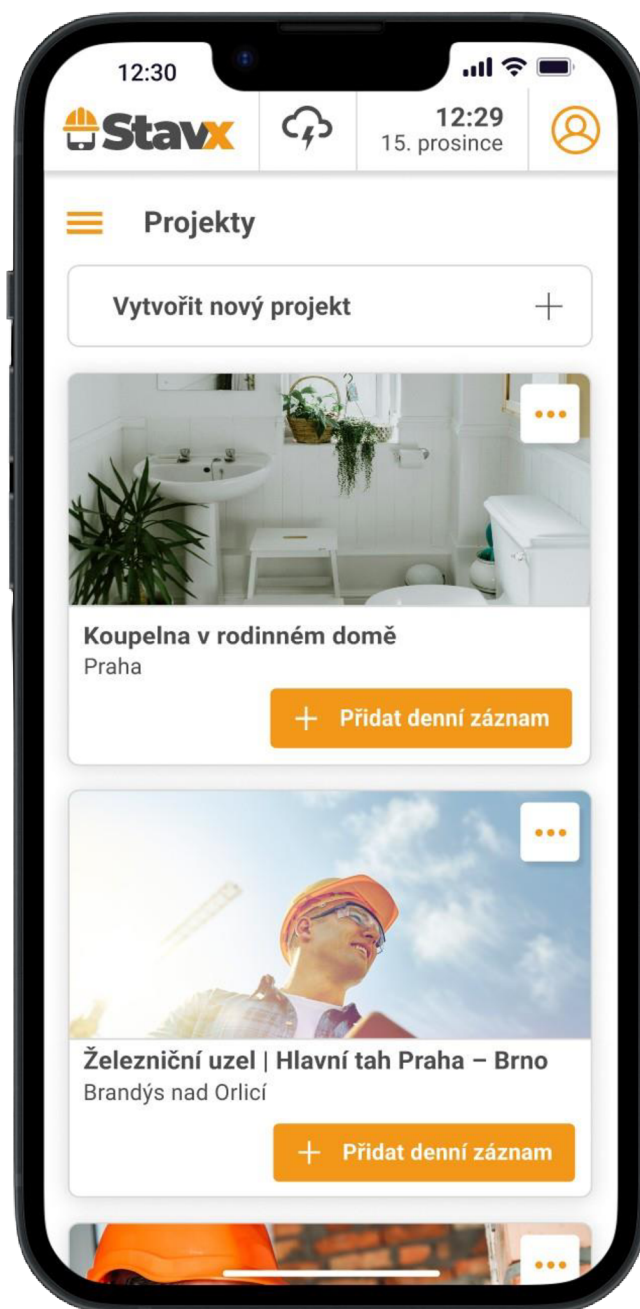 12:30
Stavx
12:29
15. prosince
Projekty
Vytvořit nový projekt
Koupelna v rodinném domě
Praha
Přidat denní záznam
Železniční uzel | Hlavní tah Praha – Brno
Brandýs nad Orlicí
Přidat denní záznam